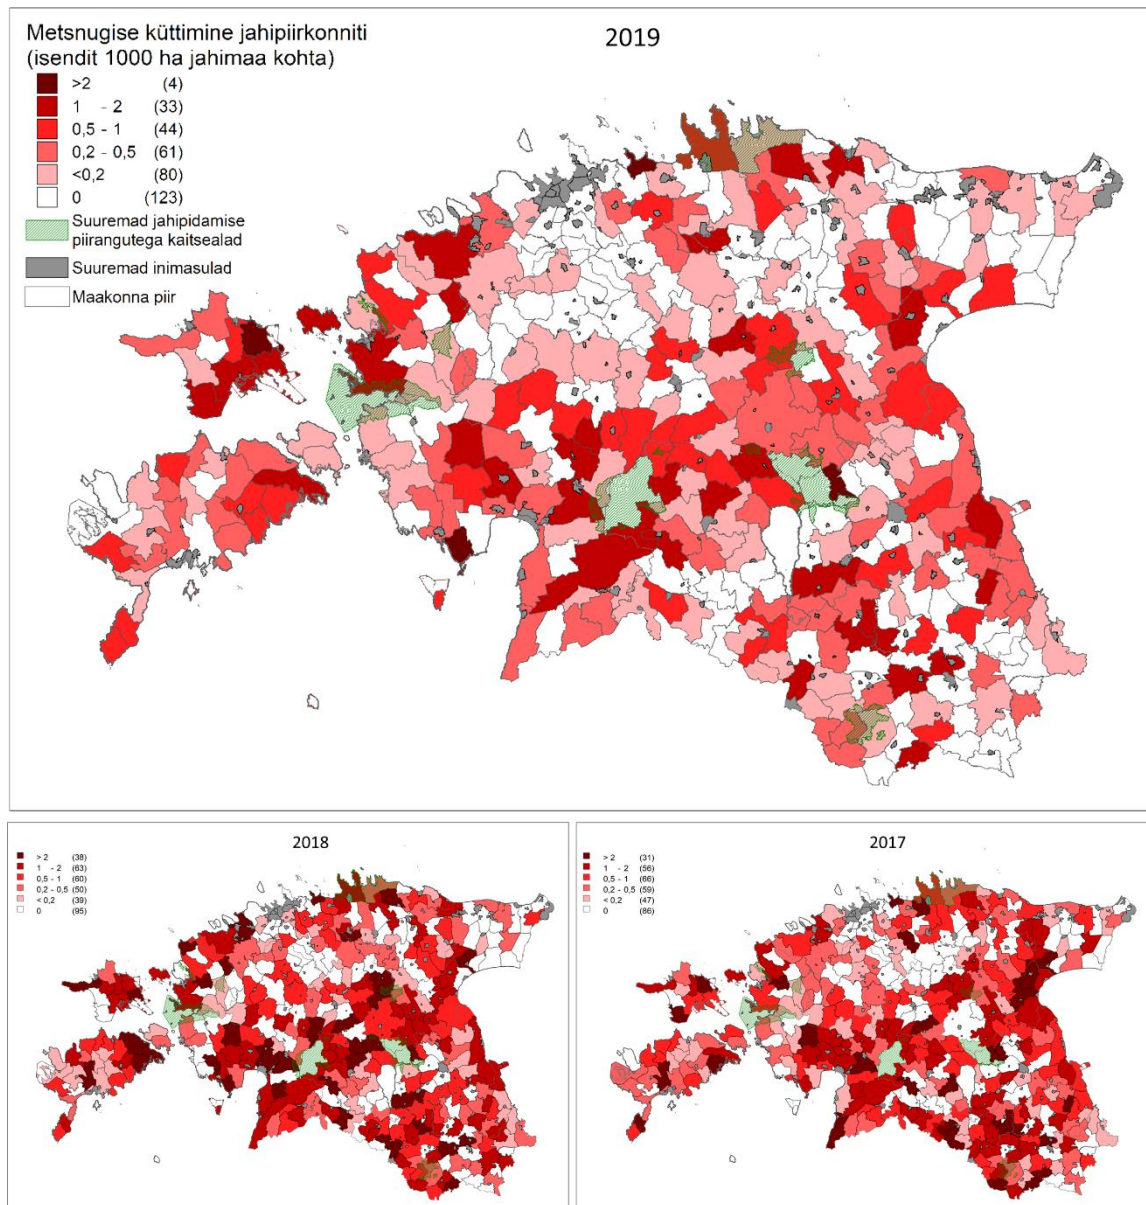 Metsnugise küttimine jahipiirkonniti
(isendit 1000 ha jahimaa kohta)
2019
>2 (4)
1 - 2 (33)
0,5 - 1 (44)
0,2 - 0,5 (61)
<0,2 (80)
0 (123)
Suuremad jahipidamise
piirangutega kaitsealad
Suuremad inimasulad
Maakonna piir
2018
> 2 (38)
1 - 2 (63)
0,5 - 1 (60)
0,2 - 0,5 (50)
< 0,2 (39)
0 (95)
2017
> 2 (31)
1 - 2 (56)
0,5 - 1 (66)
0,2 - 0,5 (59)
< 0,2 (47)
0 (86)